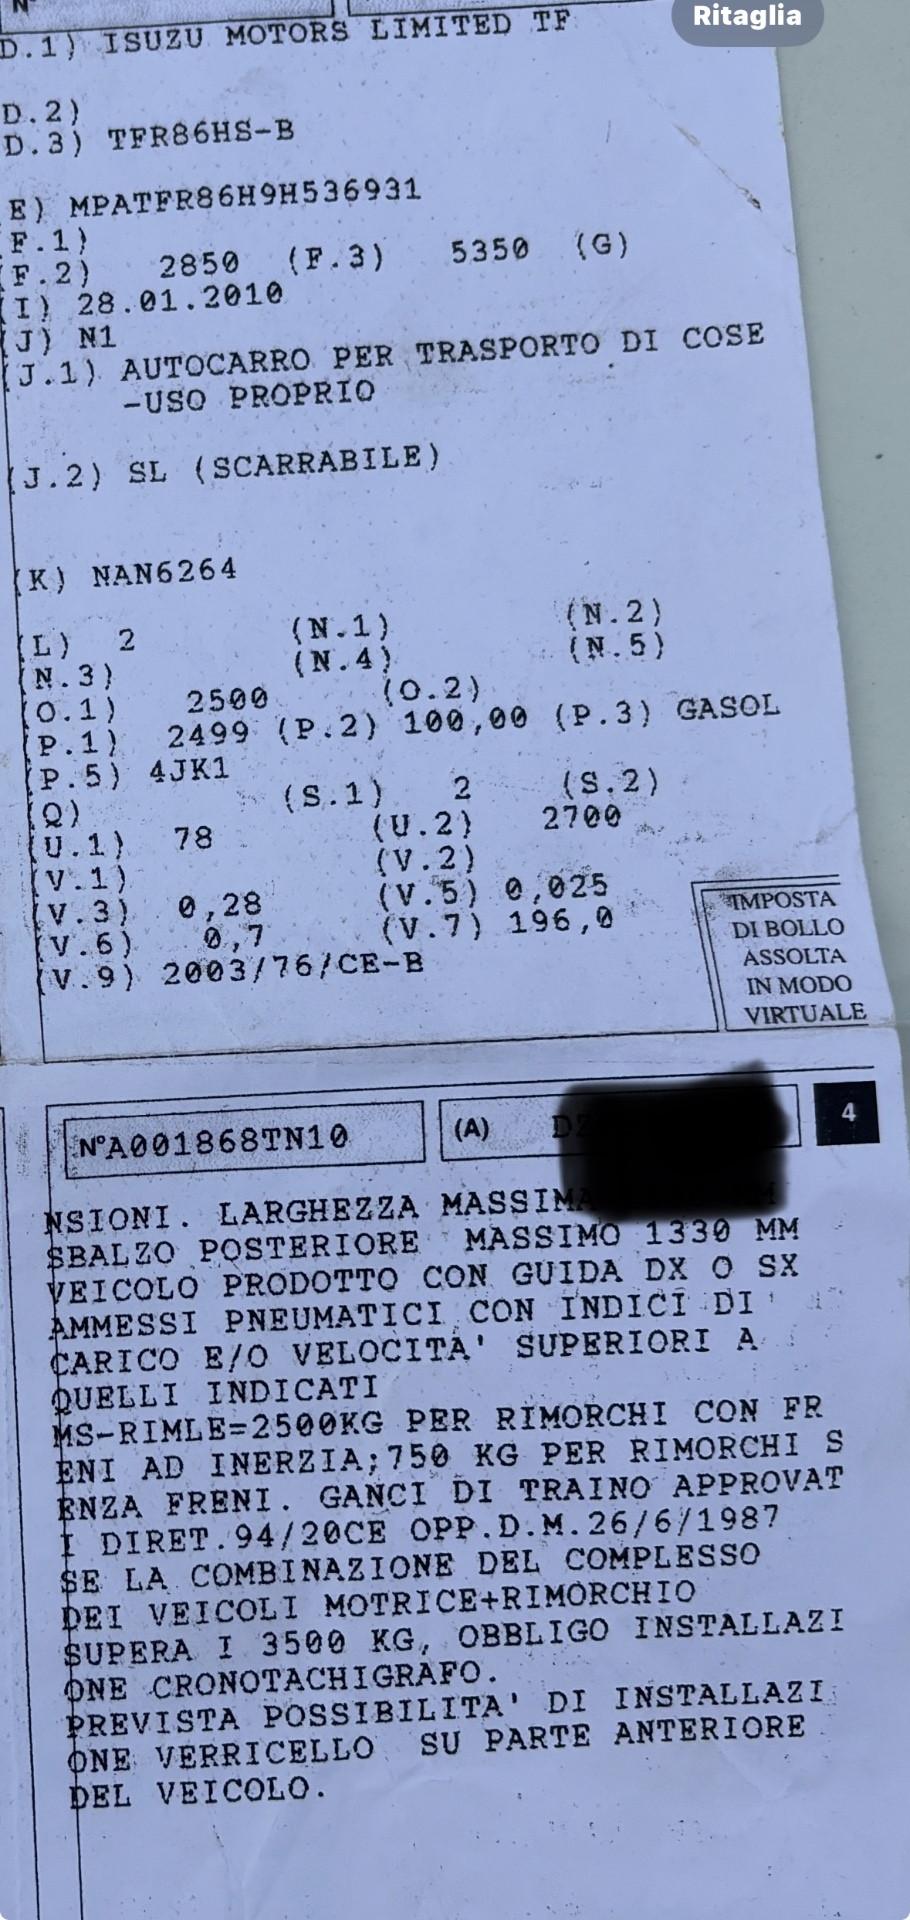 Ritaglia
N°
D.1) ISUZU MOTORS LIMITED TF
D.2)
D.3) TFR86HS-B
E) MPATFR86H9H536931
F.1)
(F.2) 2850 (F.3) 5350 (G)
(I) 28.01.2010
(J) N1
(J.1) AUTOCARRO PER TRASPORTO DI COSE
-USO PROPRIO
(J.2) SL (SCARRABILE)
(K) NAN6264
(L) 2 (N.1) (N.2)
(N.3) (N.4) (N.5)
(O.1) 2500 (O.2)
(P.1) 2499 (P.2) 100,00 (P.3) GASOL
(P.5) 4JK1
(Q) (S.1) 2 (S.2)
(U.1) 78 (U.2) 2700
(V.1) (V.2)
(V.3) 0,28 (V.5) 0,025
(V.6) 0,7 (V.7) 196,0
(V.9) 2003/76/CE-B
IMPOSTA
DI BOLLO
ASSOLTA
IN MODO
VIRTUALE
N°A001868TN10 (A) DZ 4
NSIONI. LARGHEZZA MASSIMA
SBALZO POSTERIORE MASSIMO 1330 MM
VEICOLO PRODOTTO CON GUIDA DX O SX
AMMESSI PNEUMATICI CON INDICI DI
CARICO E/O VELOCITA' SUPERIORI A
QUELLI INDICATI
MS-RIMLE=2500KG PER RIMORCHI CON FR
ENI AD INERZIA;750 KG PER RIMORCHI S
ENZA FRENI. GANCI DI TRAINO APPROVAT
I DIRET.94/20CE OPP.D.M.26/6/1987
SE LA COMBINAZIONE DEL COMPLESSO
DEI VEICOLI MOTRICE+RIMORCHIO
SUPERA I 3500 KG, OBBLIGO INSTALLAZI
ONE CRONOTACHIGRAFO.
PREVISTA POSSIBILITA' DI INSTALLAZI
ONE VERRICELLO SU PARTE ANTERIORE
DEL VEICOLO.